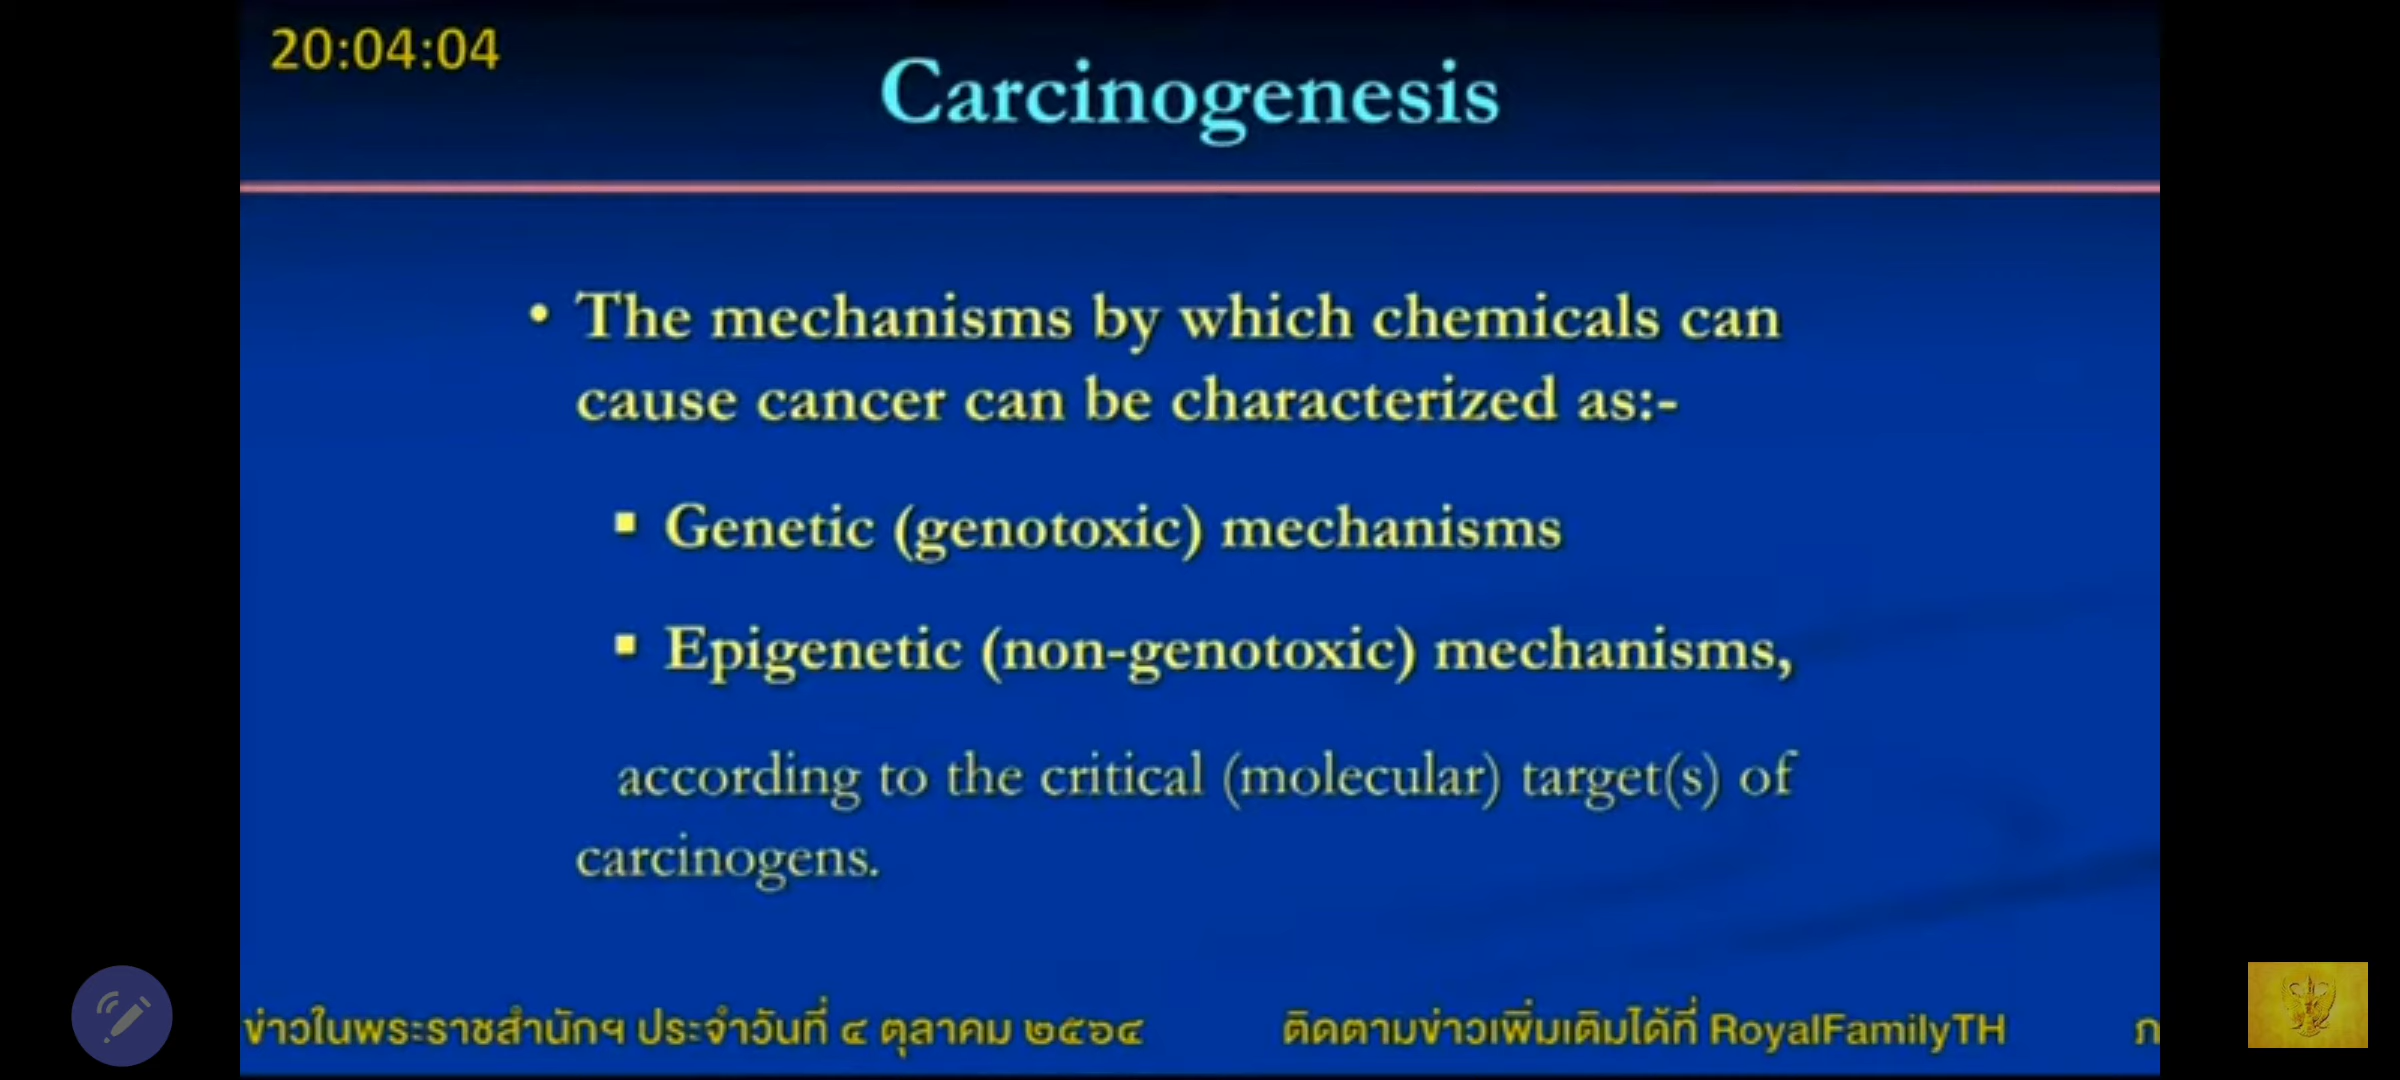 20:04:04
Carcinogenesis
• The mechanisms by which chemicals can
cause cancer can be characterized as:-
▪ Genetic (genotoxic) mechanisms
▪ Epigenetic (non-genotoxic) mechanisms,
according to the critical (molecular) target(s) of
carcinogens.
ข่าวในพระราชสำนักฯ ประจำวันที่ ๔ ตุลาคม ๒๕๖๔ ติดตามข่าวเพิ่มเติมได้ที่ RoyalFamilyTH ภ